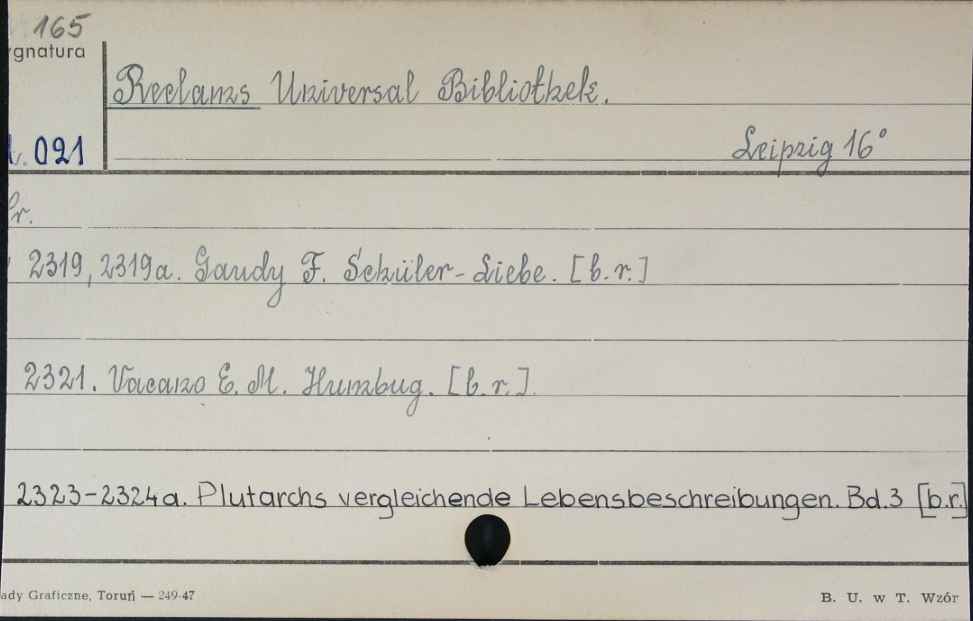 165
gnatura
Reclams Universal Bibliothek.
021
Leipzig 16°
Nr.
2319, 2319a. Gaudy F. Schüler-Liebe. [b.r.]
2321. Vacano E. M. Humbug. [b.r.].
2323-2324a. Plutarchs vergleichende Lebensbeschreibungen. Bd.3 [b.r.]
ady Graficzne, Toruń — 249-47
B. U. w T. Wzór